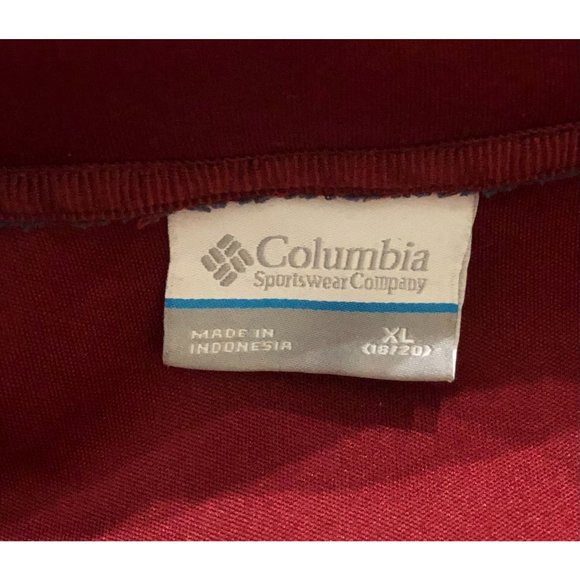 Columbia
Sportswear Company
MADE IN
INDONESIA
XL
(18/20)